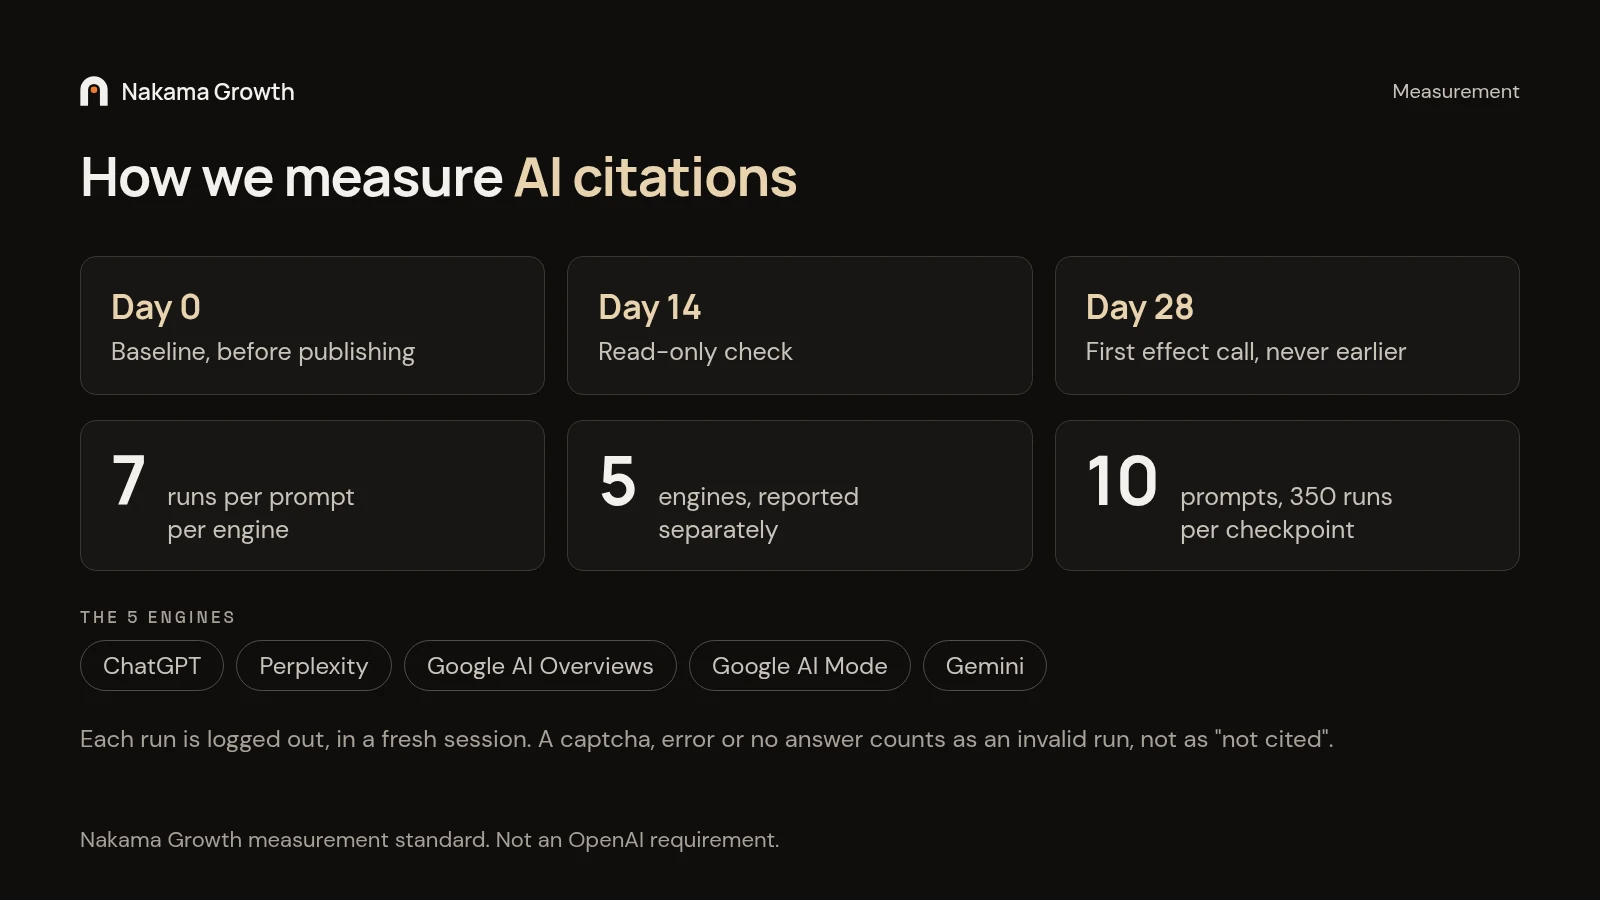 Nakama Growth
Measurement
How we measure AI citations
Day 0
Baseline, before publishing
Day 14
Read-only check
Day 28
First effect call, never earlier
7
runs per prompt
per engine
5
engines, reported
separately
10
prompts, 350 runs
per checkpoint
THE 5 ENGINES
ChatGPT
Perplexity
Google AI Overviews
Google AI Mode
Gemini
Each run is logged out, in a fresh session. A captcha, error or no answer counts as an invalid run, not as "not cited".
Nakama Growth measurement standard. Not an OpenAI requirement.